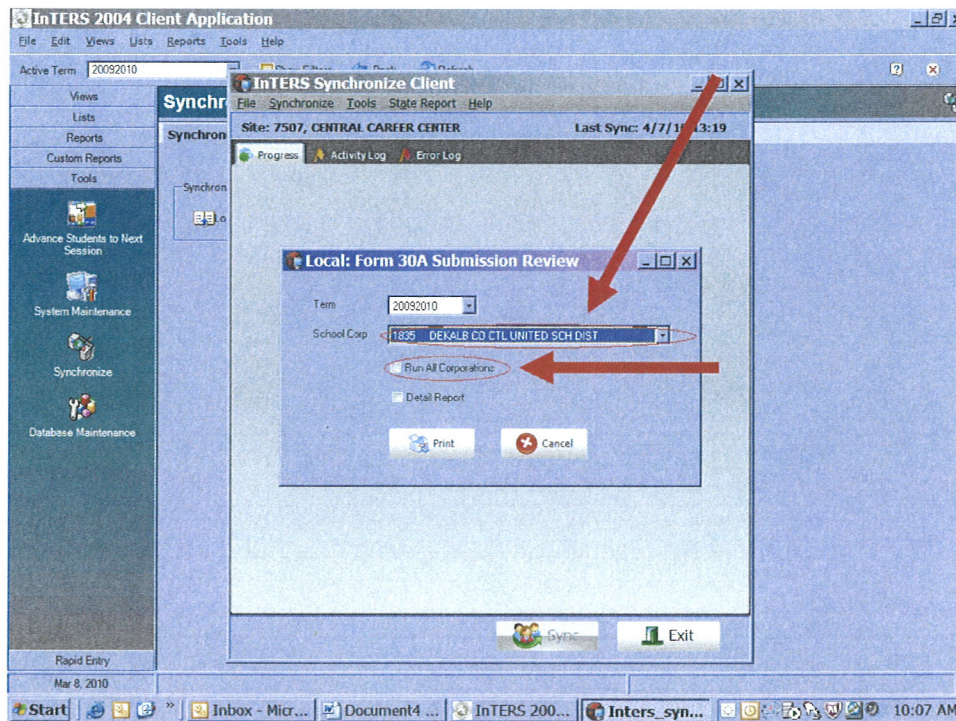 InTERS 2004 Client Application
File Edit Views Lists Reports Tools Help
Active Term 20092010
Views
Lists
Reports
Custom Reports
Tools
Advance Students to Next
Session
System Maintenance
Synchronize
Database Maintenance
Rapid Entry
Mar 8, 2010
InTERS Synchronize Client
File Synchronize Tools State Report Help
Site: 7507, CENTRAL CAREER CENTER Last Sync:
Progress Activity Log Error Log
Local: Form 30A Submission Review
Term 20092010
School Corp 1835 DEKALB CO CTL UNITED SCH DIST
Run All Corporations
Detail Report
Print Cancel
Sync Exit
Start Inbox - Micr... Document4 ... InTERS 200... Inters_syn... 10:07 AM